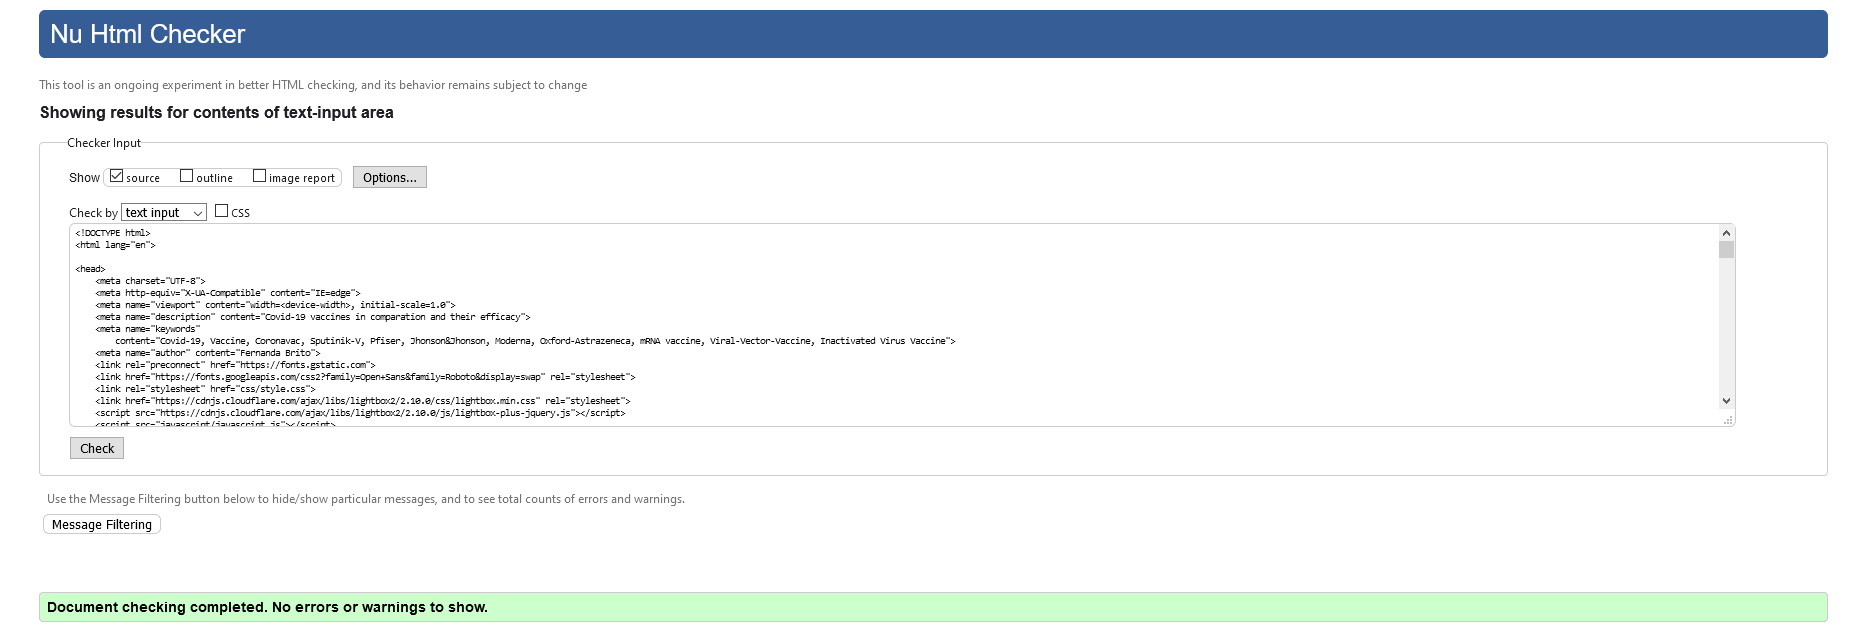 Nu Html Checker
This tool is an ongoing experiment in better HTML checking, and its behavior remains subject to change
Showing results for contents of text-input area
Checker Input
Show source outline image report Options...
Check by text input CSS
<!DOCTYPE html>
<html lang="en">
<head>
<meta charset="UTF-8">
<meta http-equiv="X-UA-Compatible" content="IE=edge">
<meta name="viewport" content="width=<device-width>, initial-scale=1.0">
<meta name="description" content="Covid-19 vaccines in comparation and their efficacy">
<meta name="keywords"
content="Covid-19, Vaccine, Coronavac, Sputinik-V, Pfiser, Jhonson&Jhonson, Moderna, Oxford-Astrazeneca, mRNA vaccine, Viral-Vector-Vaccine, Inactivated Virus Vaccine">
<meta name="author" content="Fernanda Brito">
<link rel="preconnect" href="https://fonts.gstatic.com">
<link href="https://fonts.googleapis.com/css2?family=Open+Sans&family=Roboto&display=swap" rel="stylesheet">
<link rel="stylesheet" href="css/style.css">
<link href="https://cdnjs.cloudflare.com/ajax/libs/lightbox2/2.10.0/css/lightbox.min.css" rel="stylesheet">
<script src="https://cdnjs.cloudflare.com/ajax/libs/lightbox2/2.10.0/js/lightbox-plus-jquery.js"></script>
<script src="javascript/javascript.js"></script>
Check
Use the Message Filtering button below to hide/show particular messages, and to see total counts of errors and warnings.
Message Filtering
Document checking completed. No errors or warnings to show.